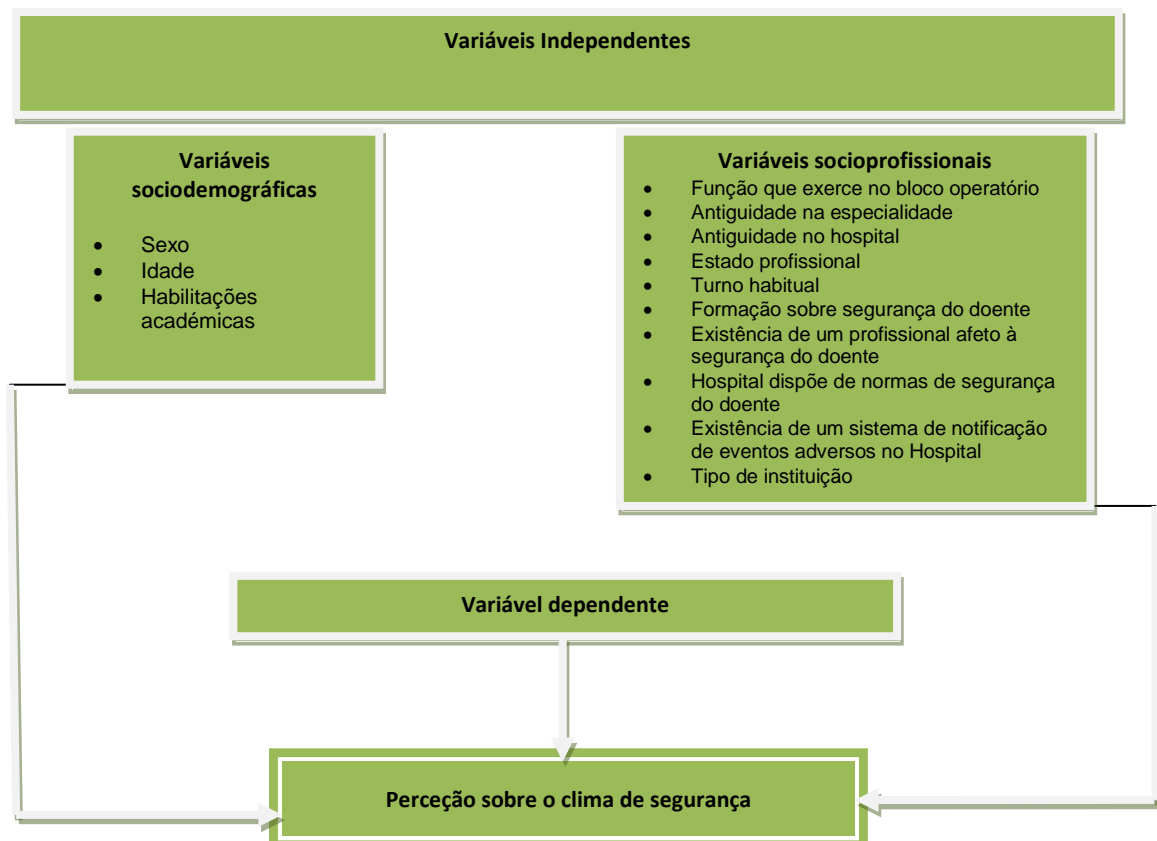 Variáveis Independentes
Variáveis
sociodemográficas
• Sexo
• Idade
• Habilitações
académicas
Variáveis socioprofissionais
• Função que exerce no bloco operatório
• Antiguidade na especialidade
• Antiguidade no hospital
• Estado profissional
• Turno habitual
• Formação sobre segurança do doente
• Existência de um profissional afeto à
segurança do doente
• Hospital dispõe de normas de segurança
do doente
• Existência de um sistema de notificação
de eventos adversos no Hospital
• Tipo de instituição
Variável dependente
Perceção sobre o clima de segurança